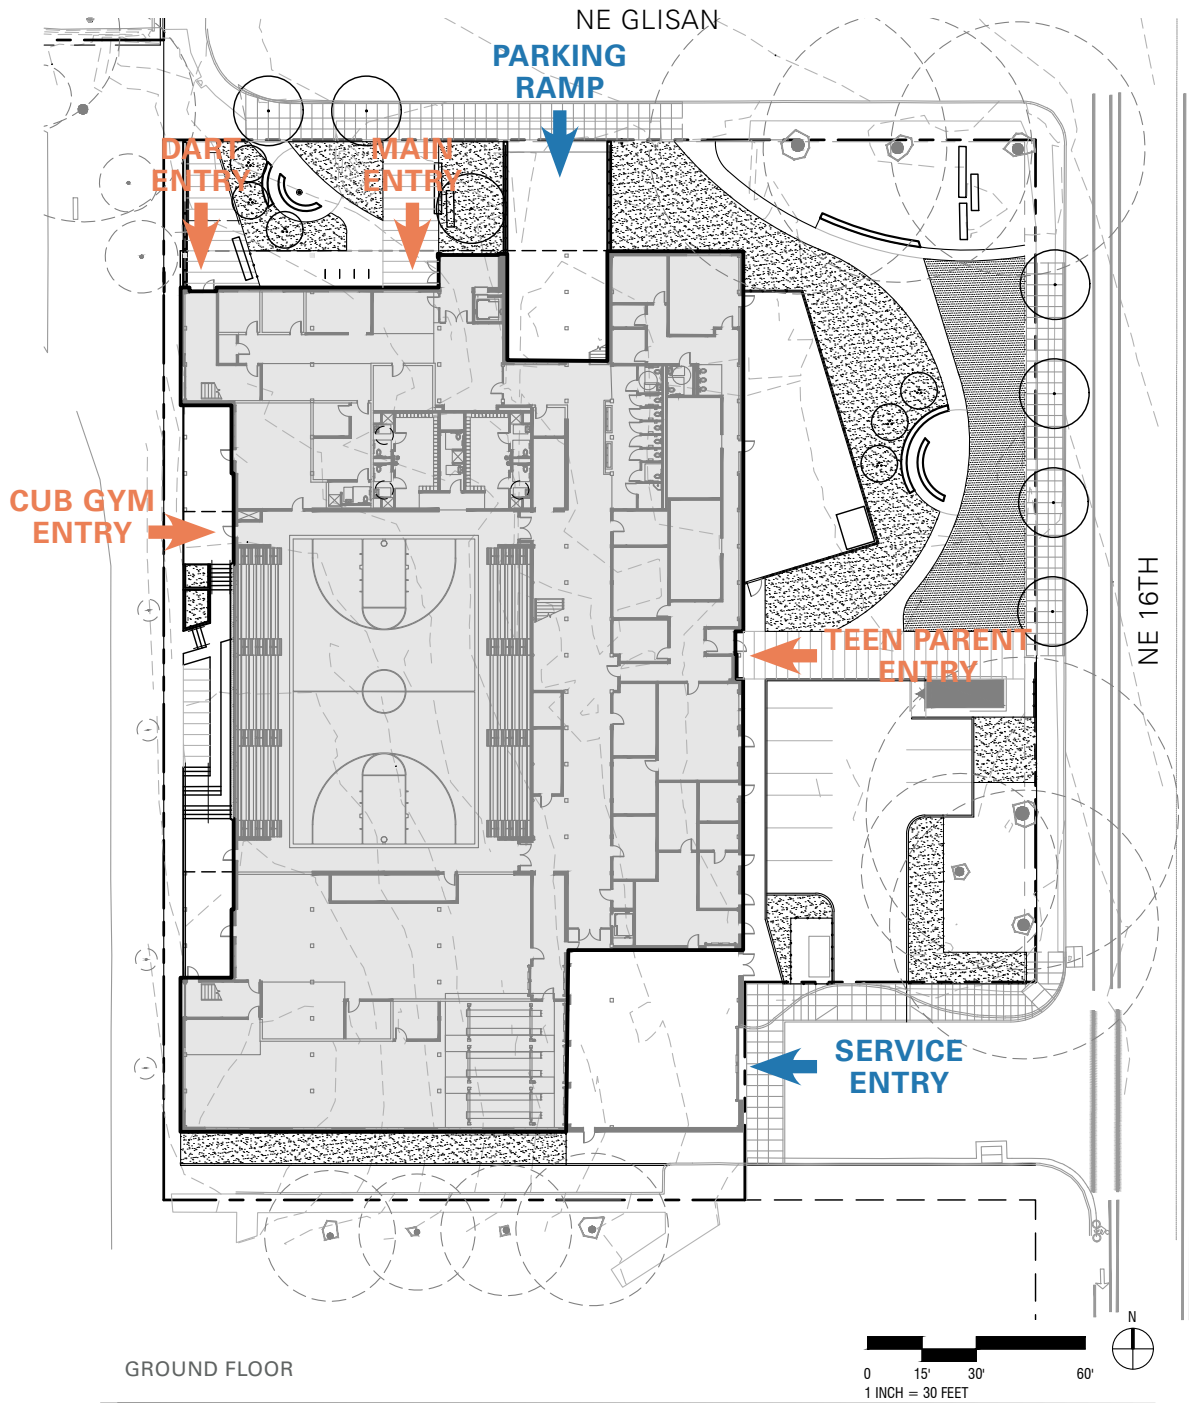 NE GLISAN
PARKING
RAMP
DART
ENTRY
MAIN
ENTRY
CUB GYM
ENTRY
NE 16TH
TEEN PARENT
ENTRY
SERVICE
ENTRY
GROUND FLOOR
N
0 15' 30' 60'
1 INCH = 30 FEET